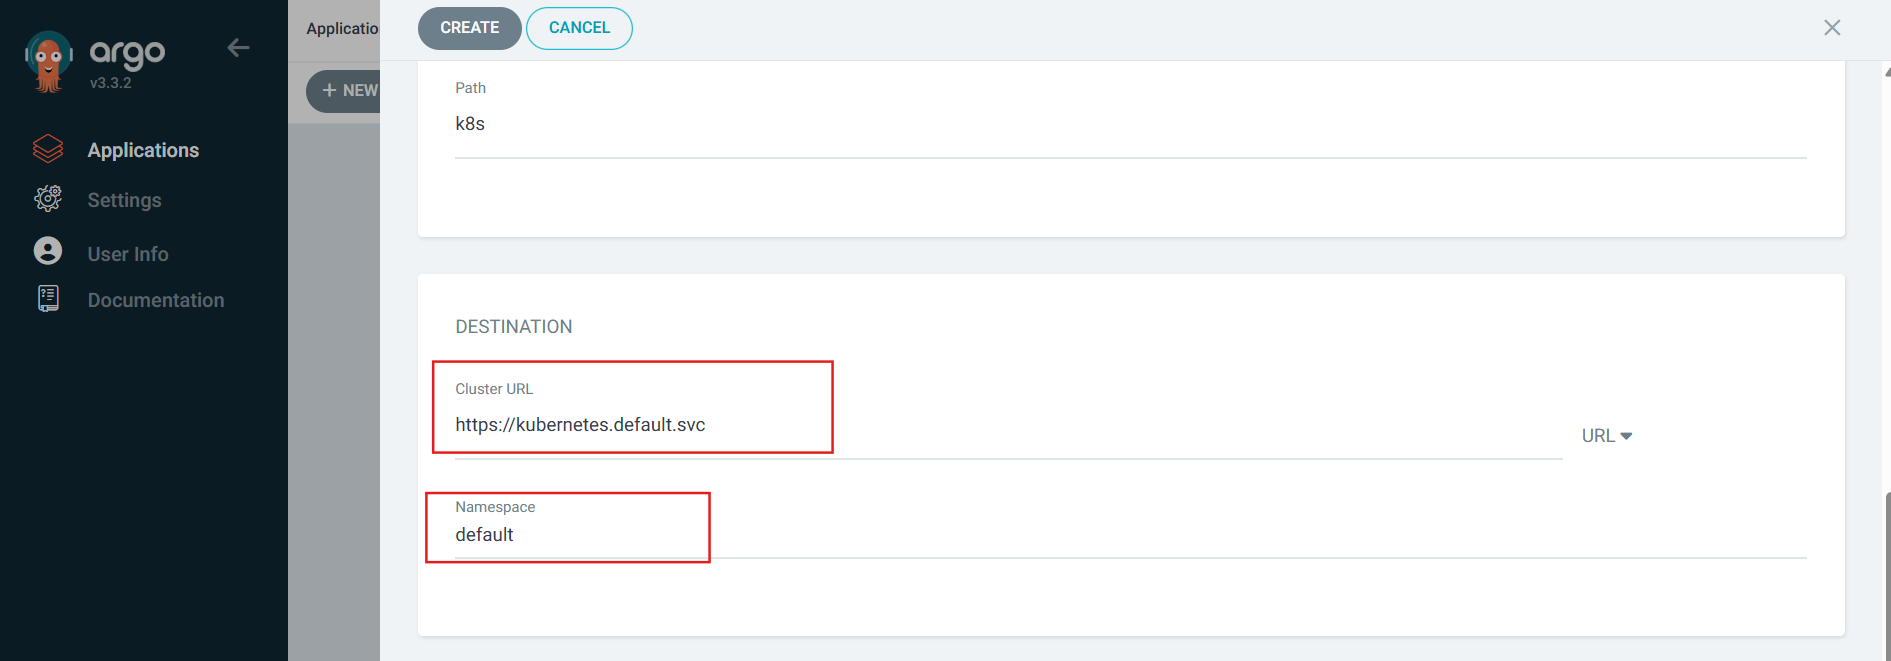 argo
v3.3.2
Applications
Settings
User Info
Documentation
Applicatio
+ NEW
CREATE
CANCEL
Path
k8s
DESTINATION
Cluster URL
https://kubernetes.default.svc
URL
Namespace
default